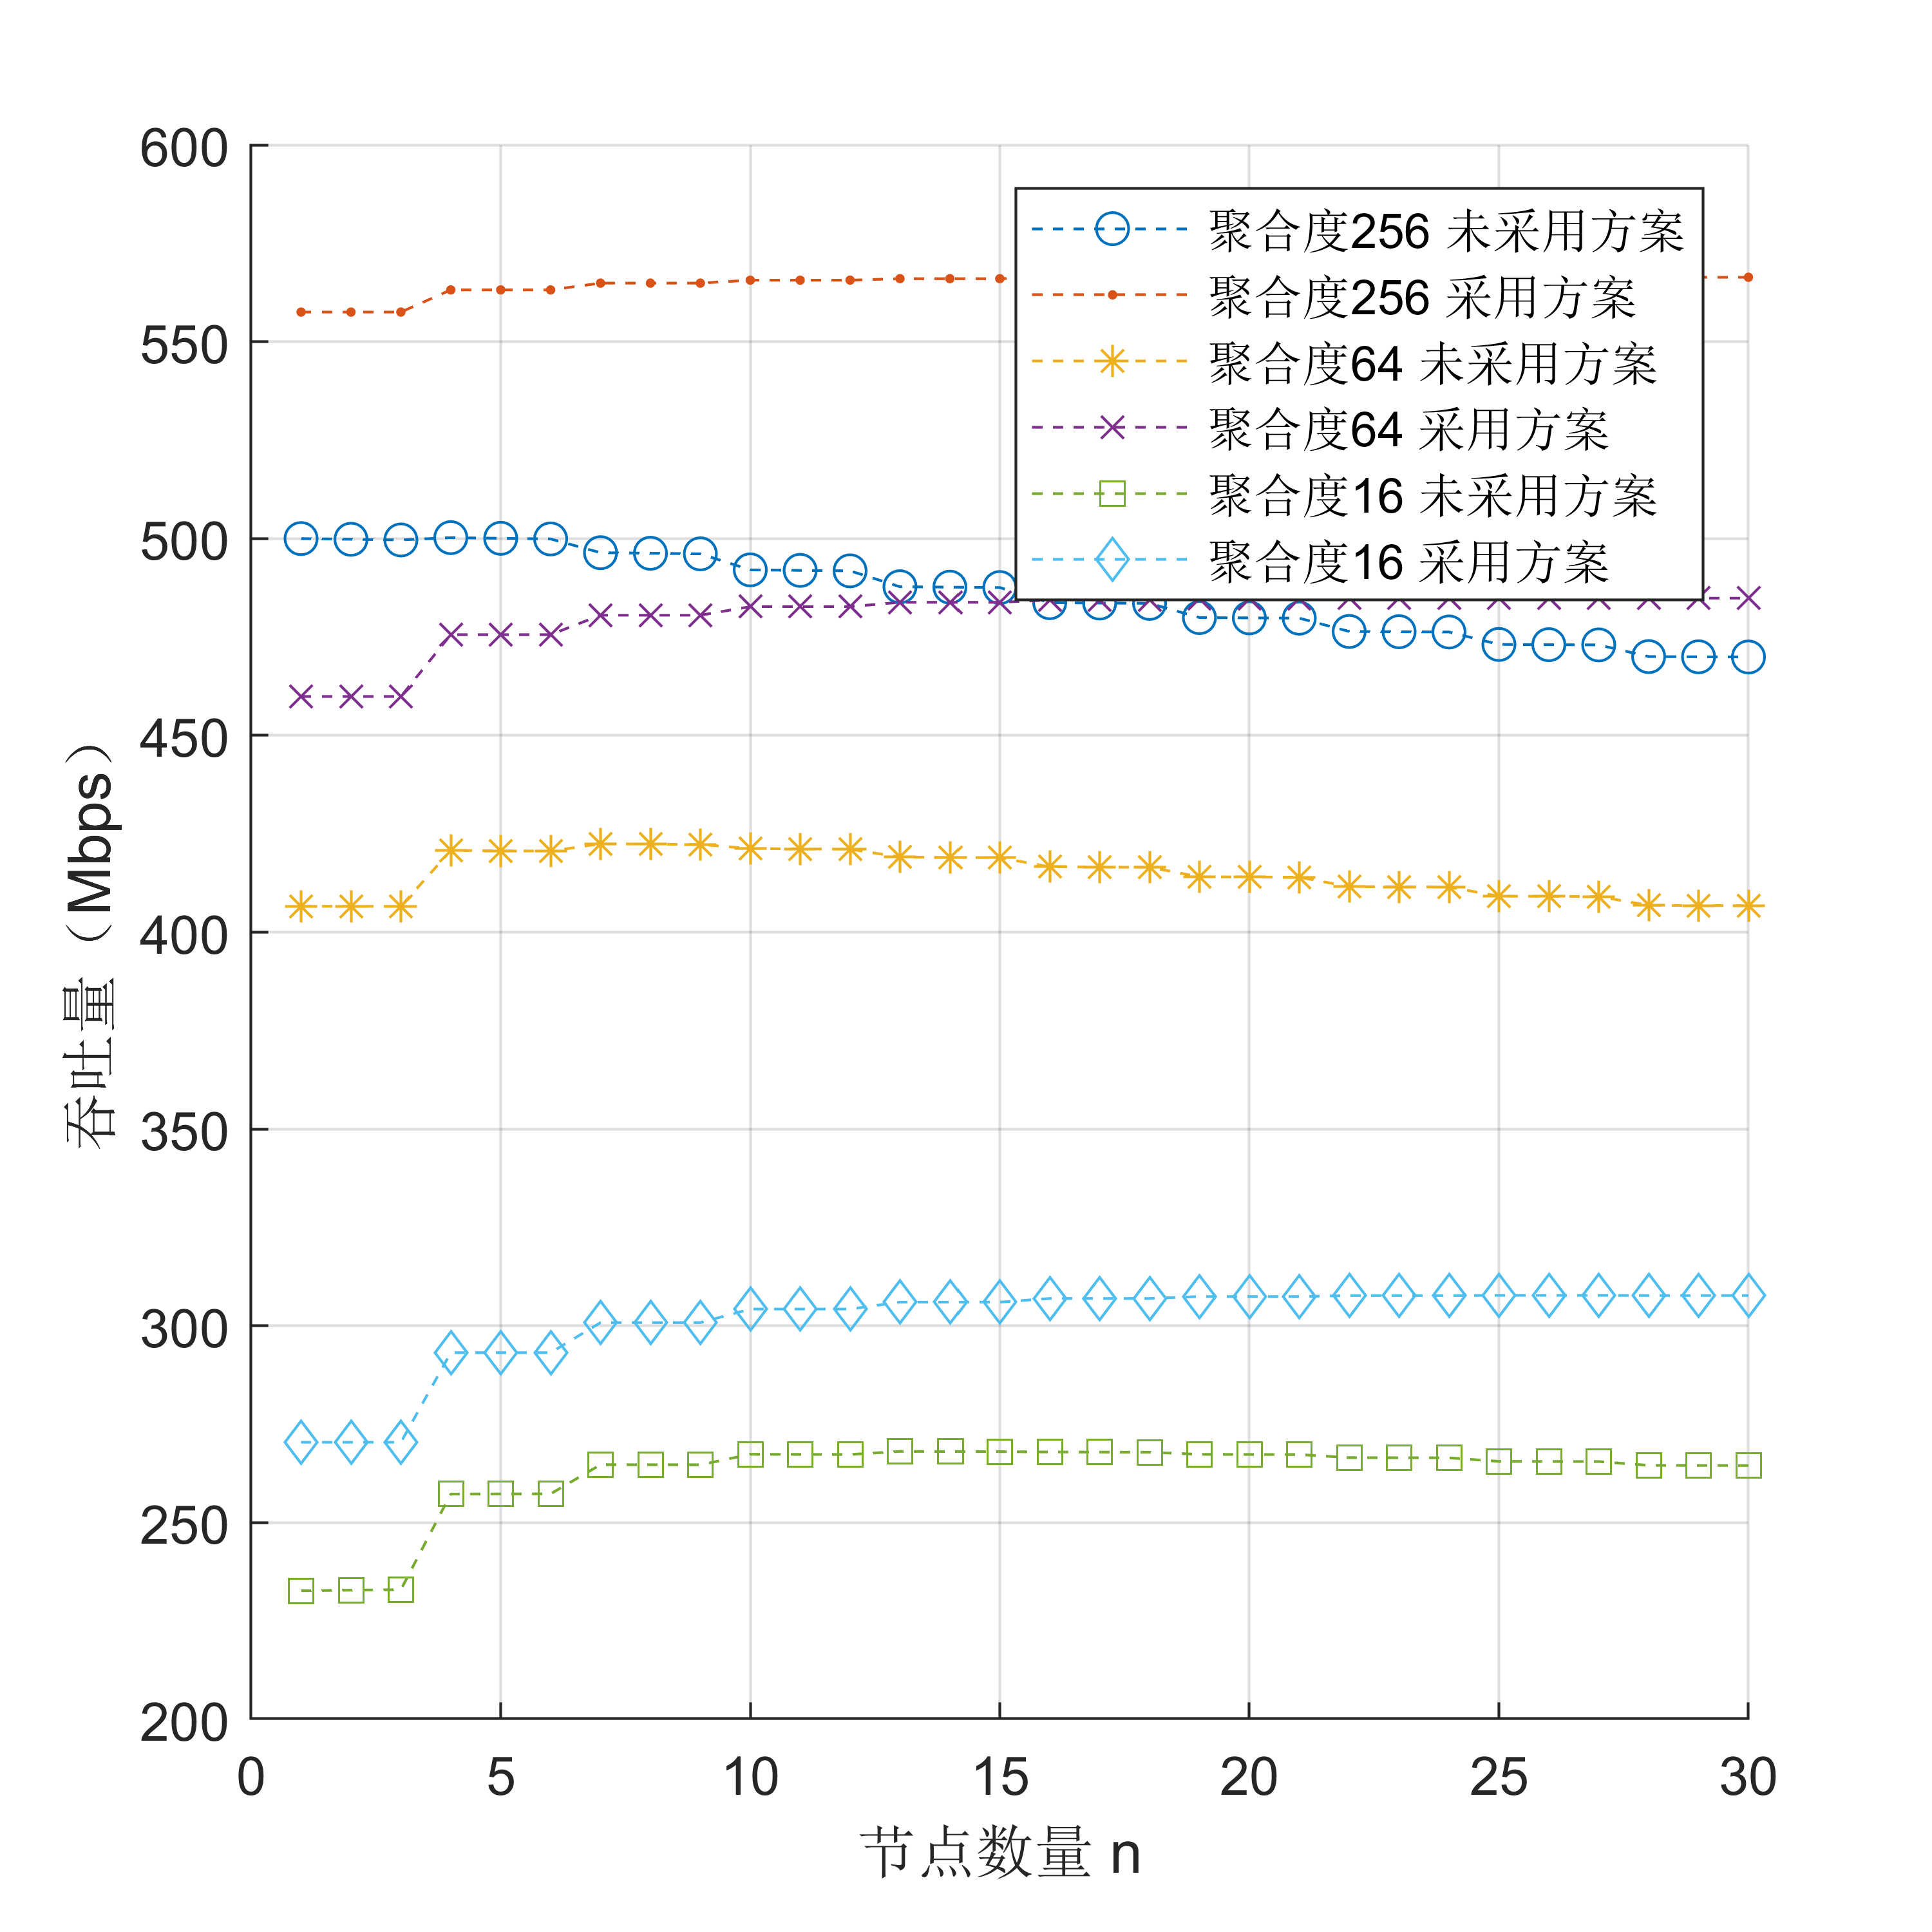 600
550
500
450
400
350
300
250
200
吞吐量（Mbps）
聚合度256 未采用方案
聚合度256 采用方案
聚合度64 未采用方案
聚合度64 采用方案
聚合度16 未采用方案
聚合度16 采用方案
0 5 10 15 20 25 30
节点数量 n